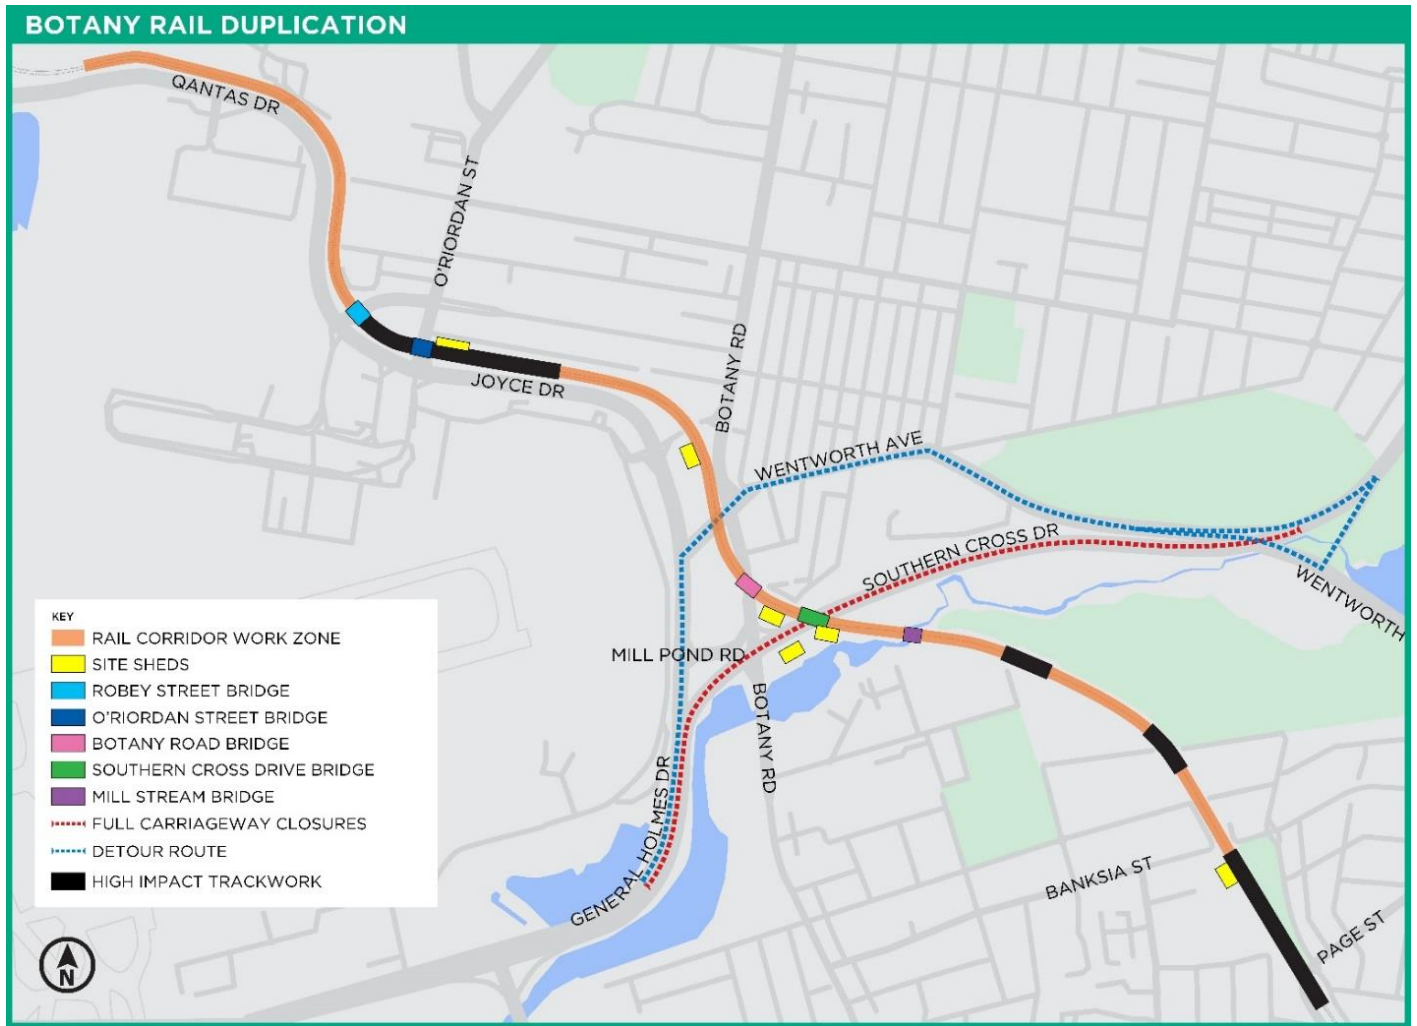 BOTANY RAIL DUPLICATION
QANTAS DR
O'RIORDAN ST
JOYCE DR
BOTANY RD
WENTWORTH AVE
SOUTHERN CROSS DR
WENTWORTH
MILL POND RD
BOTANY RD
GENERAL HOLMES DR
BANKSIA ST
PAGE ST
KEY
RAIL CORRIDOR WORK ZONE
SITE SHEDS
ROBEY STREET BRIDGE
O'RIORDAN STREET BRIDGE
BOTANY ROAD BRIDGE
SOUTHERN CROSS DRIVE BRIDGE
MILL STREAM BRIDGE
FULL CARRIAGEWAY CLOSURES
DETOUR ROUTE
HIGH IMPACT TRACKWORK
N